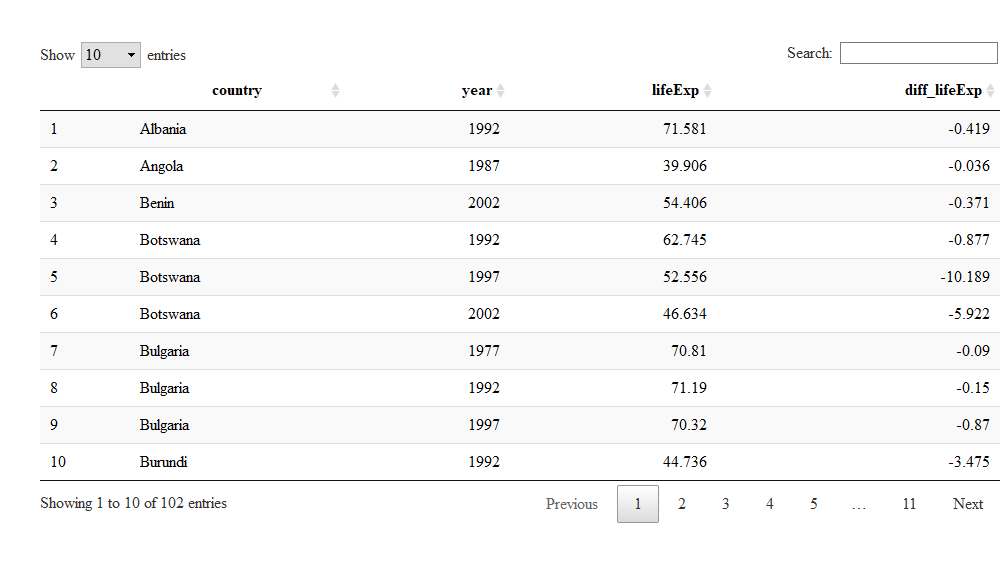 Show 10 entries Search:
country year lifeExp diff_lifeExp
1 Albania 1992 71.581 -0.419
2 Angola 1987 39.906 -0.036
3 Benin 2002 54.406 -0.371
4 Botswana 1992 62.745 -0.877
5 Botswana 1997 52.556 -10.189
6 Botswana 2002 46.634 -5.922
7 Bulgaria 1977 70.81 -0.09
8 Bulgaria 1992 71.19 -0.15
9 Bulgaria 1997 70.32 -0.87
10 Burundi 1992 44.736 -3.475
Showing 1 to 10 of 102 entries Previous 1 2 3 4 5 … 11 Next